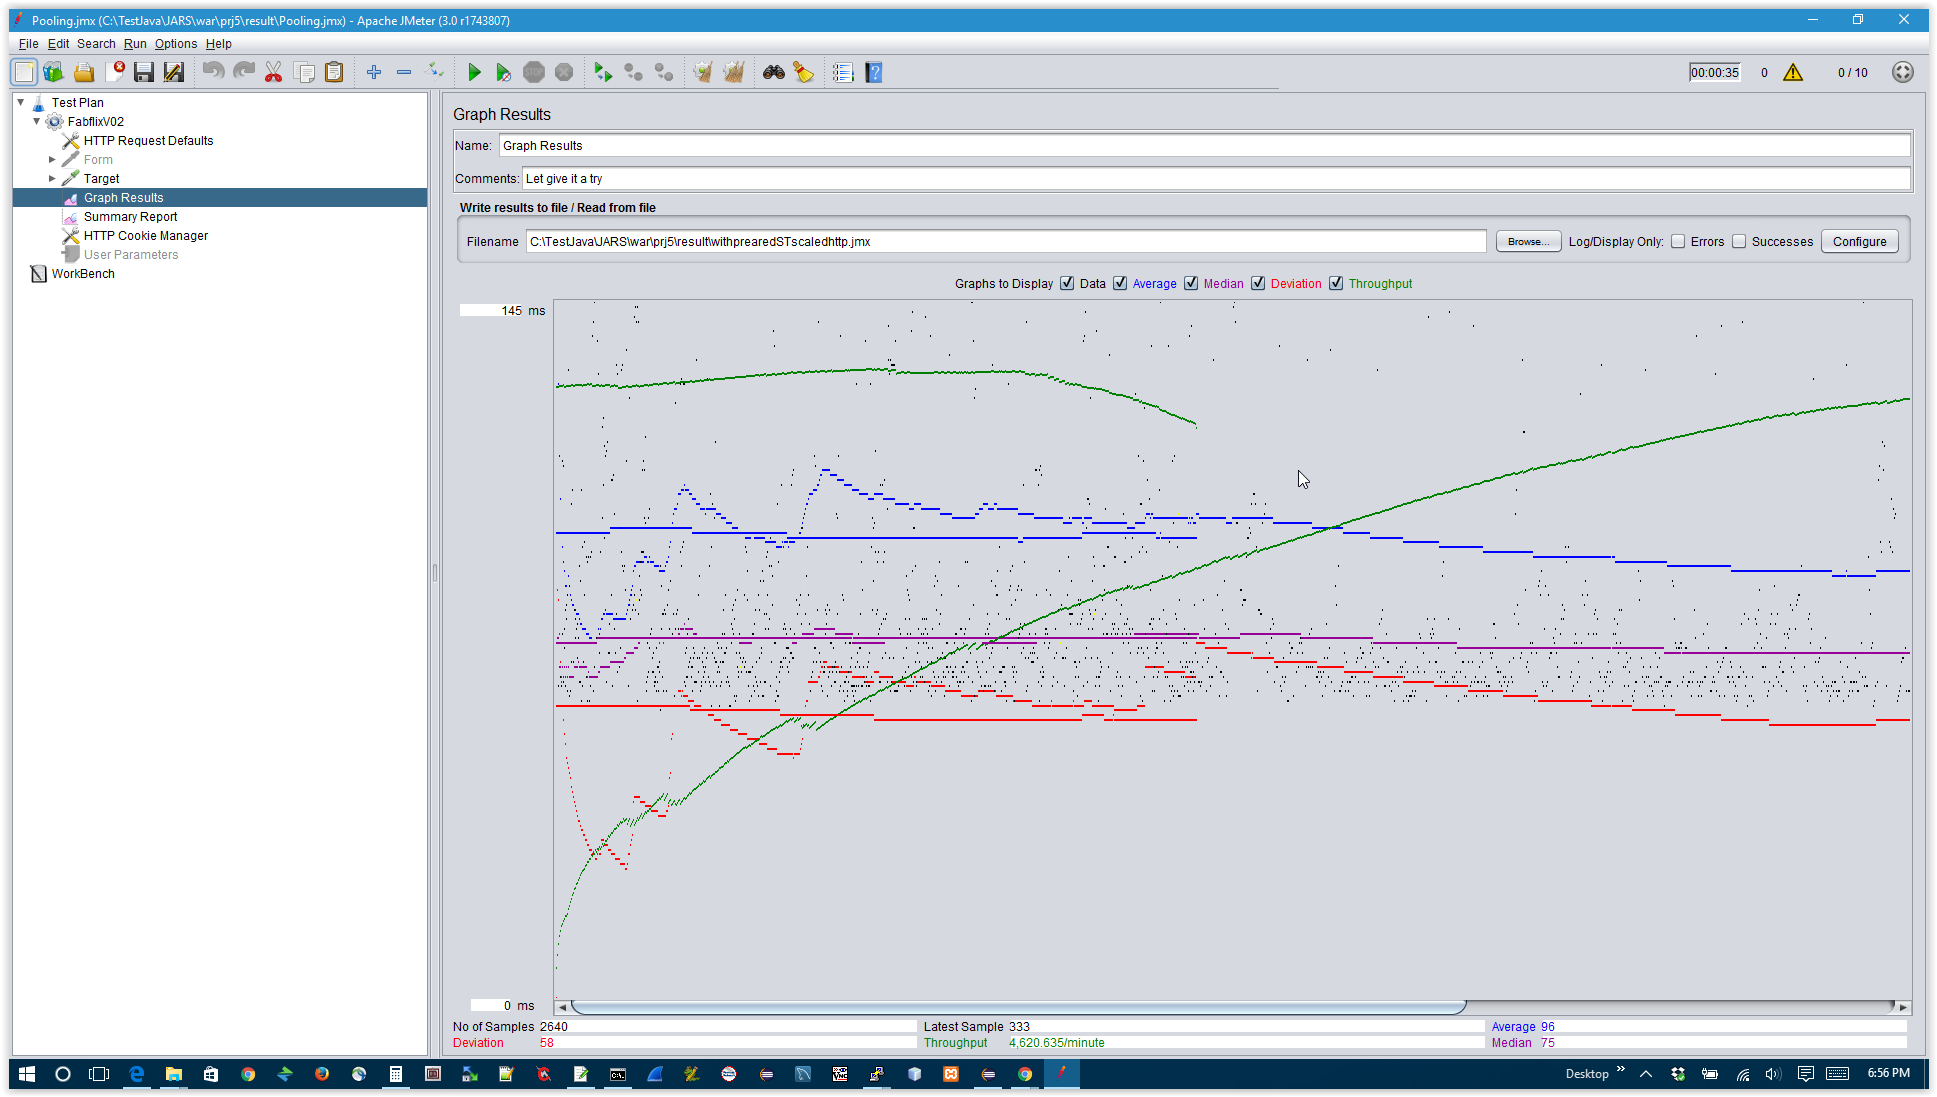 Pooling.jmx (C:\TestJava\JARS\war\prj5\result\Pooling.jmx) - Apache JMeter (3.0 r1743807)
File Edit Search Run Options Help
00:00:35 0 0 / 10
Test Plan
FabflixV02
HTTP Request Defaults
Form
Target
Graph Results
Summary Report
HTTP Cookie Manager
User Parameters
WorkBench
Graph Results
Name: Graph Results
Comments: Let give it a try
Write results to file / Read from file
Filename C:\TestJava\JARS\war\prj5\result\withprearedSTscaledhttp.jmx Browse... Log/Display Only: Errors Successes Configure
Graphs to Display Data Average Median Deviation Throughput
145 ms
0 ms
No of Samples 2640 Latest Sample 333 Average 96
Deviation 58 Throughput 4,620.635/minute Median 75
Desktop 6:56 PM